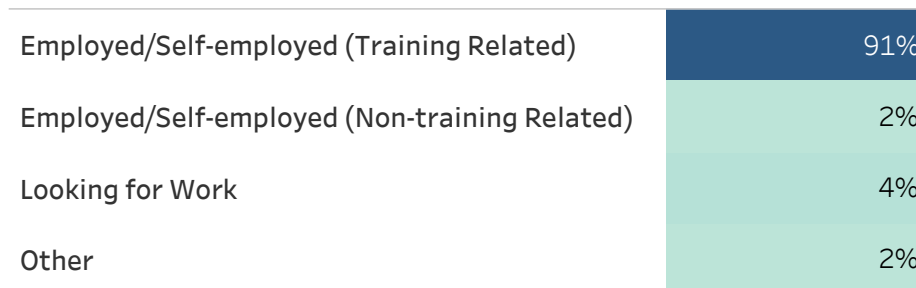 Employed/Self-employed (Training Related) 91%
Employed/Self-employed (Non-training Related) 2%
Looking for Work 4%
Other 2%